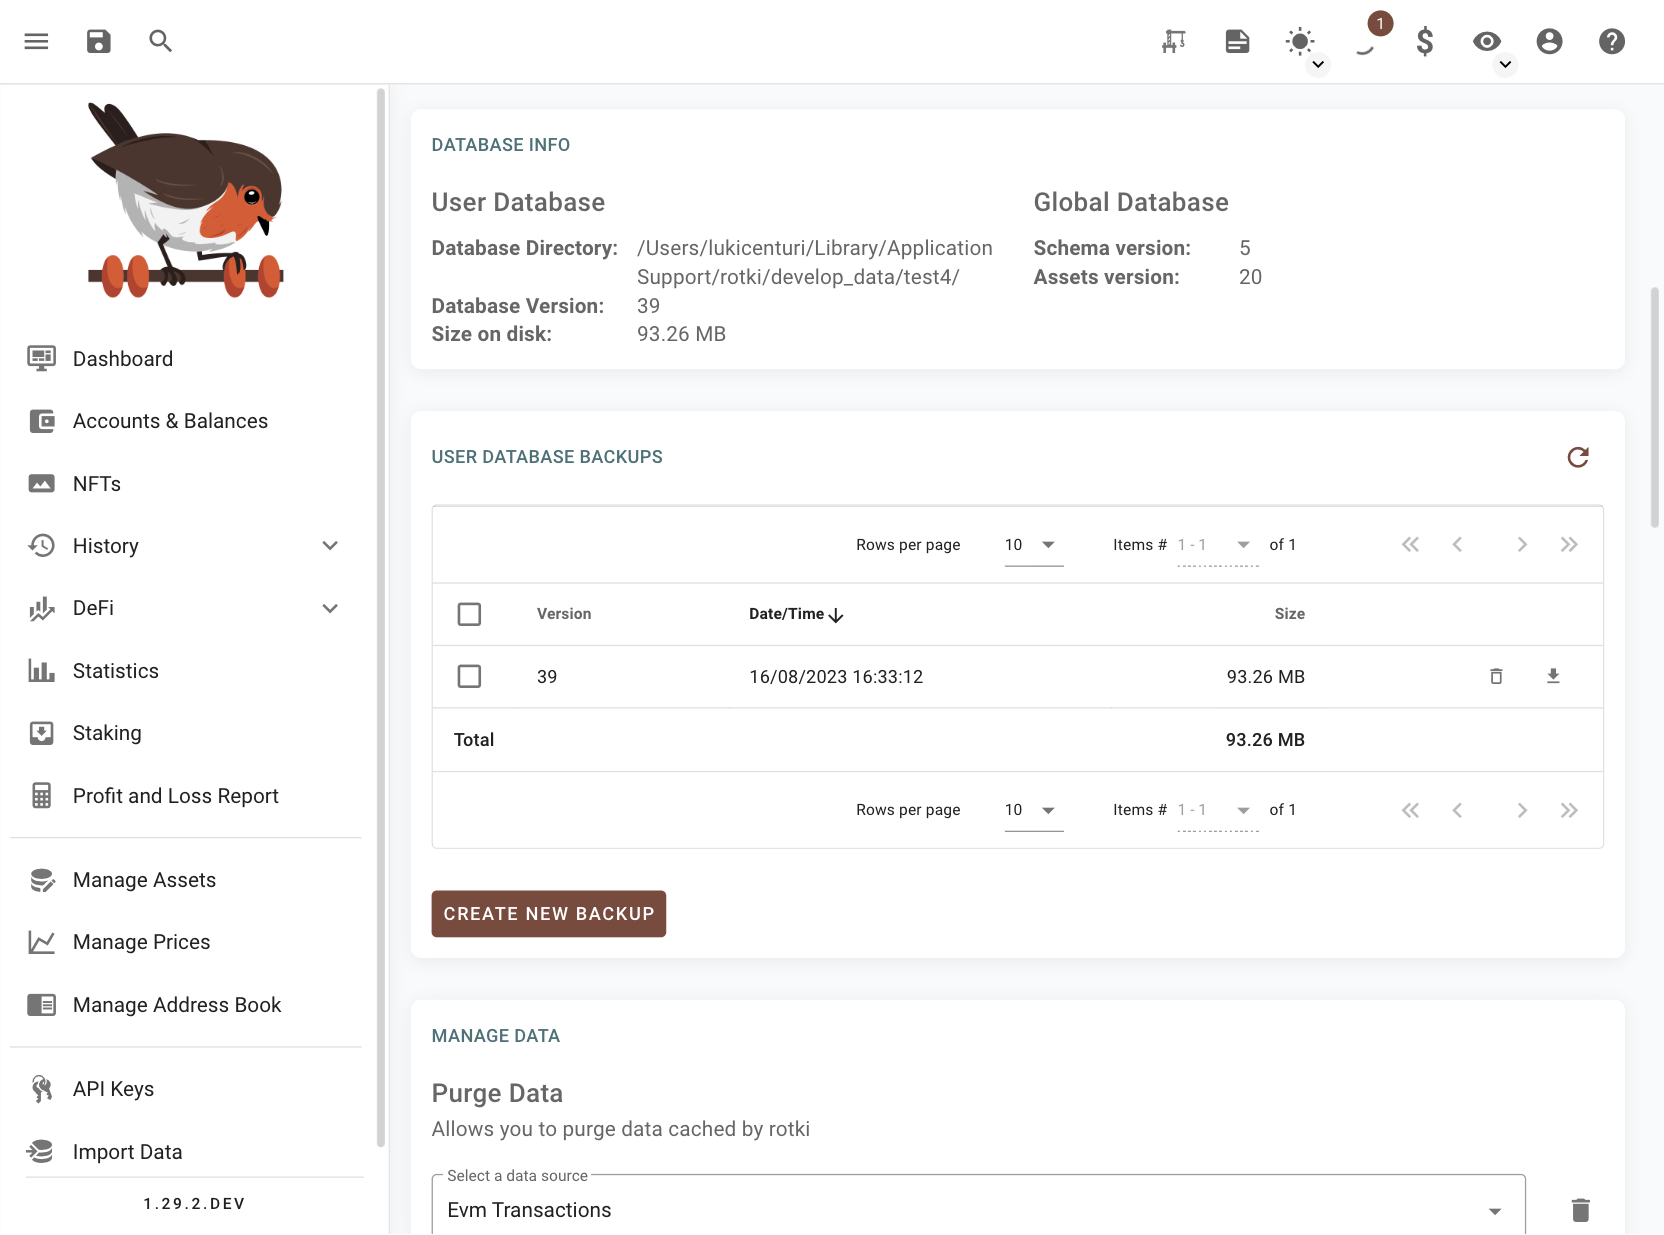 1
Dashboard
Accounts & Balances
NFTs
History
DeFi
Statistics
Staking
Profit and Loss Report
Manage Assets
Manage Prices
Manage Address Book
API Keys
Import Data
1.29.2.DEV
DATABASE INFO
User Database
Database Directory: /Users/lukicenturi/Library/Application
Support/rotki/develop_data/test4/
Database Version: 39
Size on disk: 93.26 MB
Global Database
Schema version: 5
Assets version: 20
USER DATABASE BACKUPS
Rows per page 10 Items # 1 - 1 of 1
Version Date/Time Size
39 16/08/2023 16:33:12 93.26 MB
Total 93.26 MB
Rows per page 10 Items # 1 - 1 of 1
CREATE NEW BACKUP
MANAGE DATA
Purge Data
Allows you to purge data cached by rotki
Select a data source
Evm Transactions